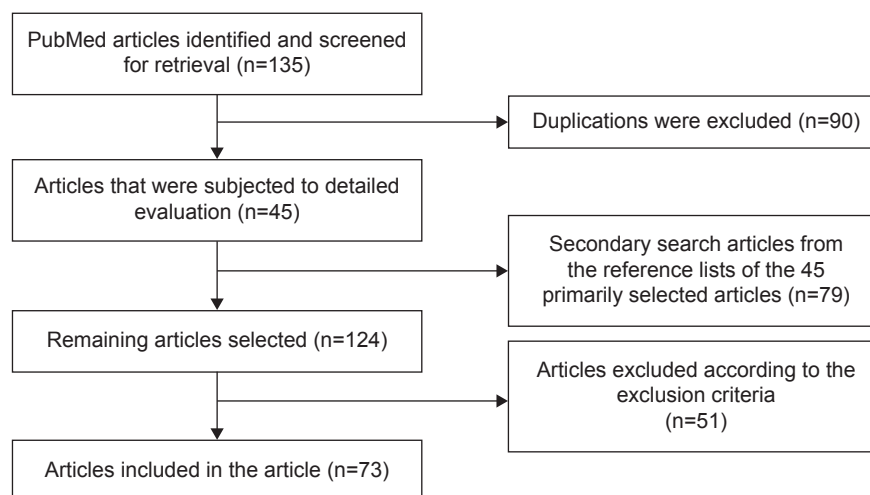 PubMed articles identified and screened
for retrieval (n=135)
Duplications were excluded (n=90)
Articles that were subjected to detailed
evaluation (n=45)
Secondary search articles from
the reference lists of the 45
primarily selected articles (n=79)
Remaining articles selected (n=124)
Articles excluded according to the
exclusion criteria
(n=51)
Articles included in the article (n=73)